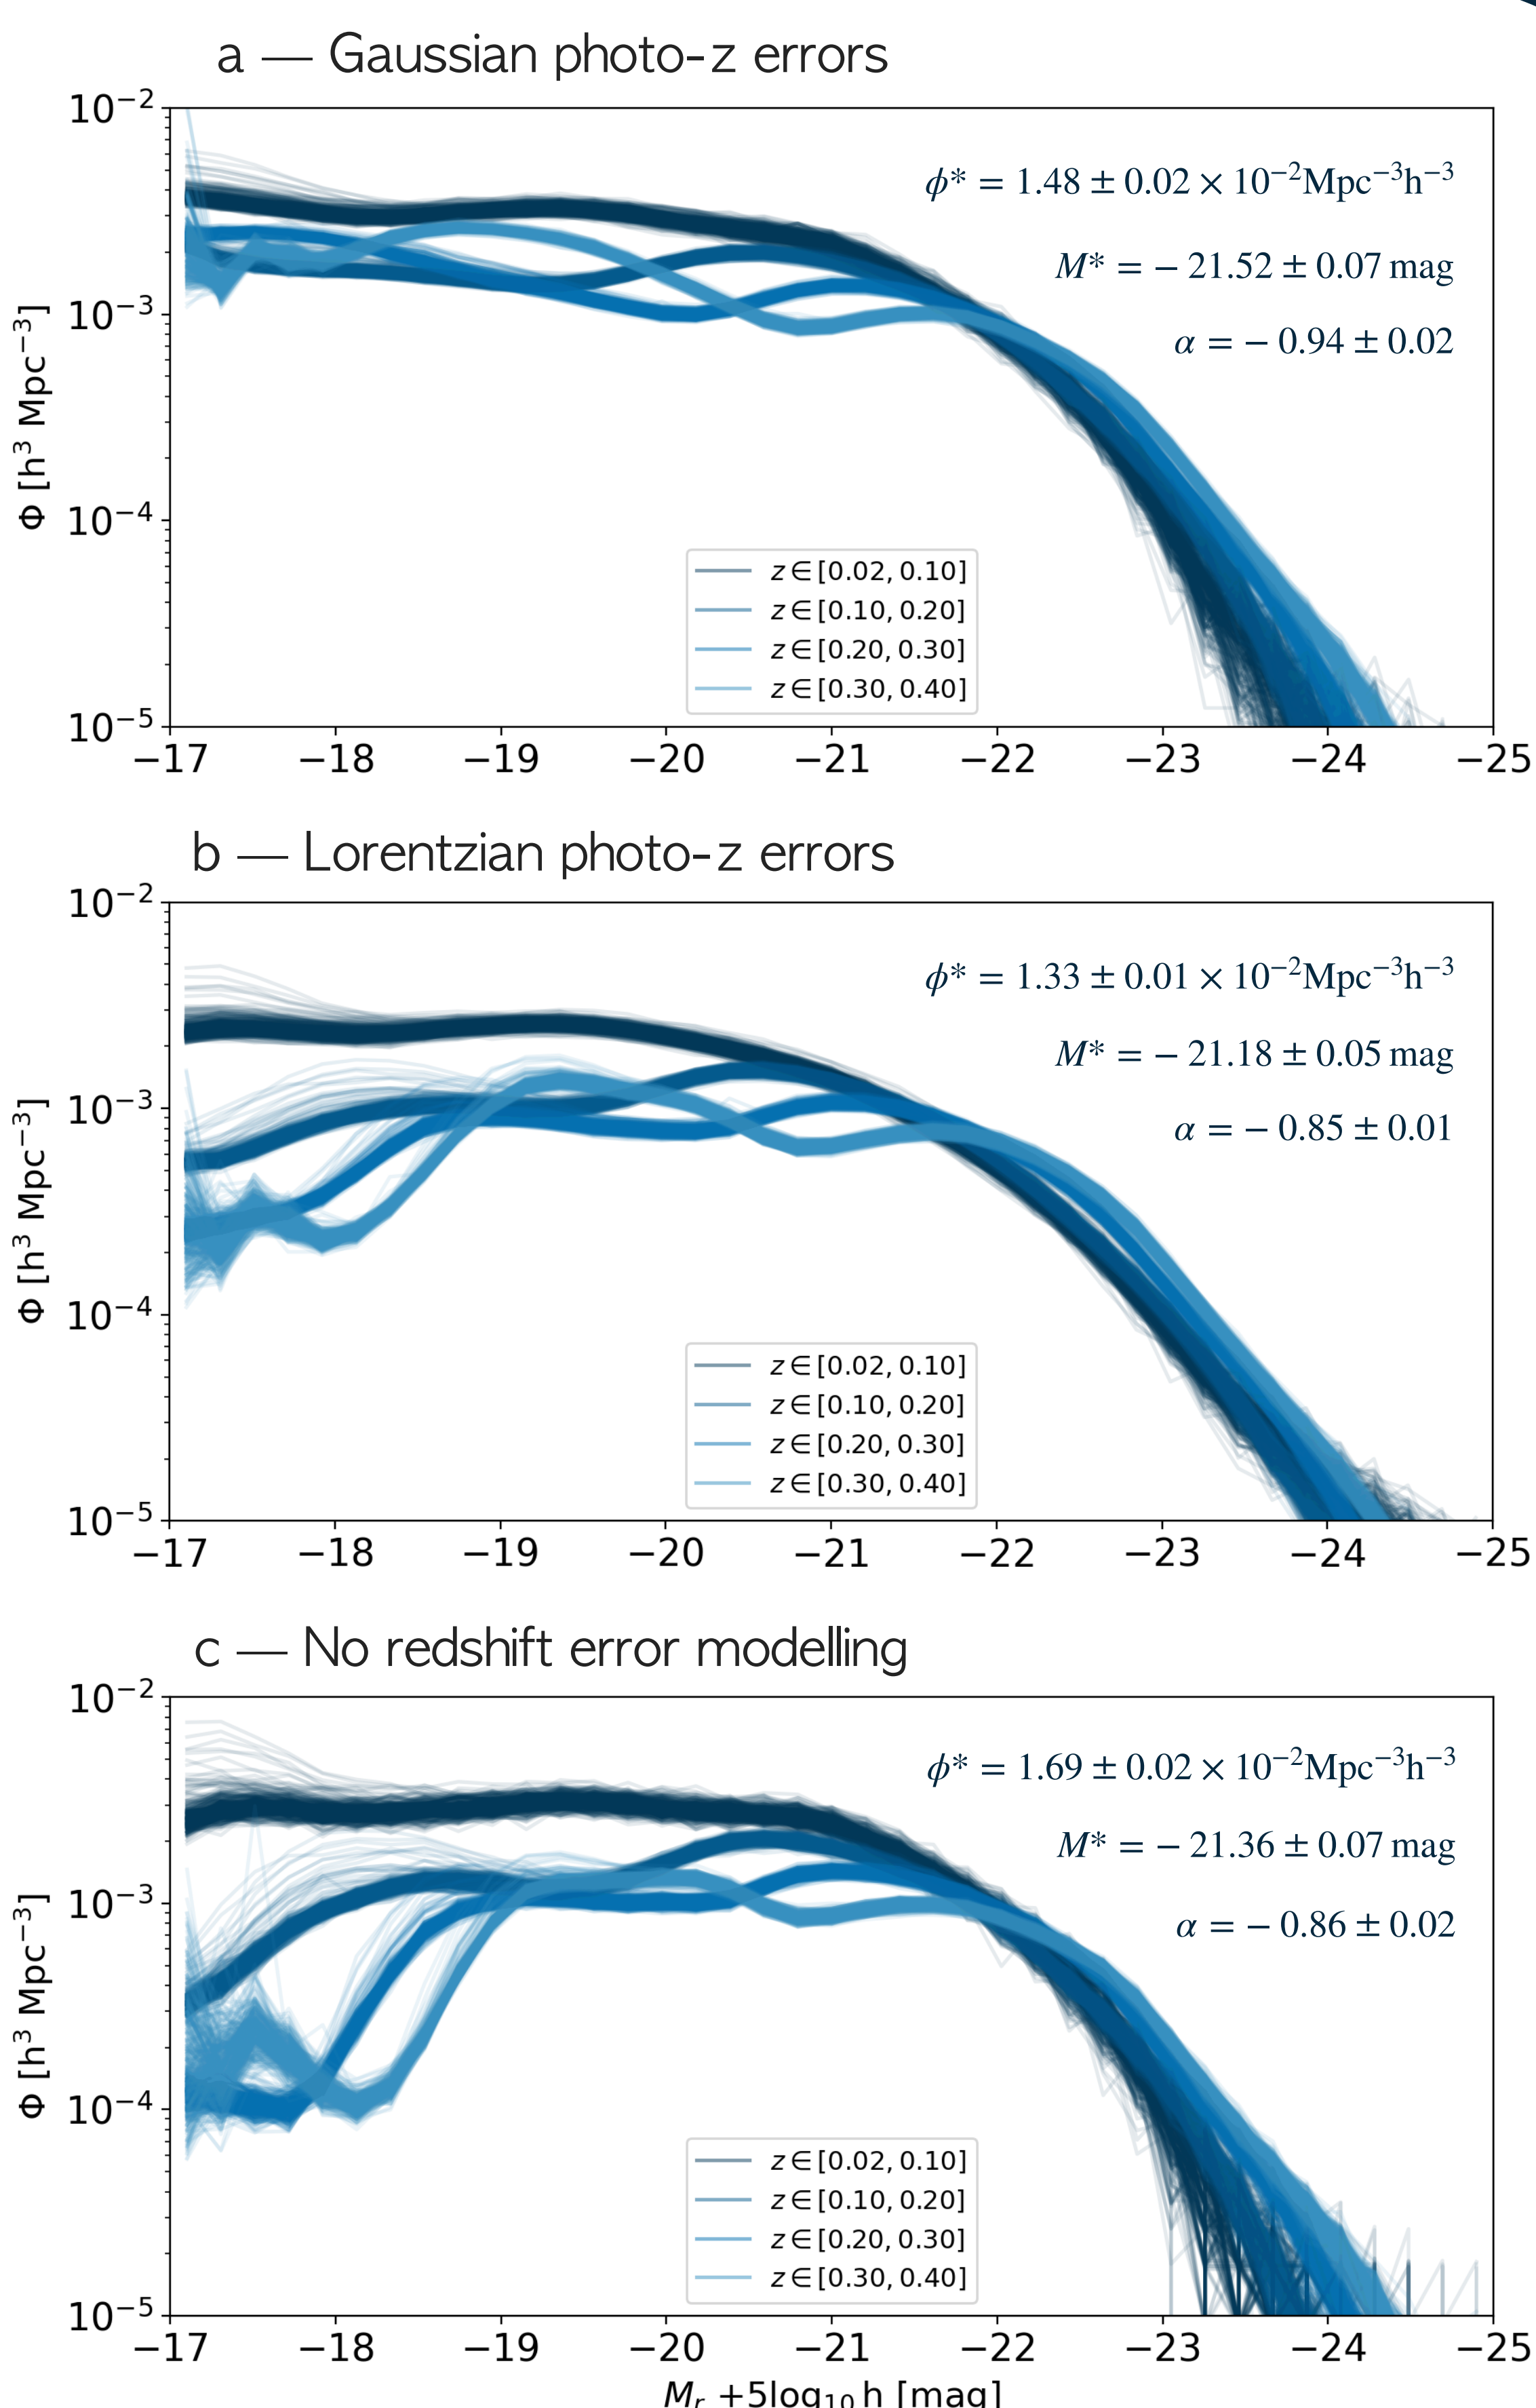 a — Gaussian photo-z errors
10⁻²
ϕ* = 1.48 ± 0.02 × 10⁻²Mpc⁻³h⁻³
M* = − 21.52 ± 0.07 mag
10⁻³
α = − 0.94 ± 0.02
Φ [h³ Mpc⁻³]
10⁻⁴
z ∈ [0.02, 0.10]
z ∈ [0.10, 0.20]
z ∈ [0.20, 0.30]
z ∈ [0.30, 0.40]
10⁻⁵
−17 −18 −19 −20 −21 −22 −23 −24 −25
b — Lorentzian photo-z errors
10⁻²
ϕ* = 1.33 ± 0.01 × 10⁻²Mpc⁻³h⁻³
M* = − 21.18 ± 0.05 mag
10⁻³
α = − 0.85 ± 0.01
Φ [h³ Mpc⁻³]
10⁻⁴
z ∈ [0.02, 0.10]
z ∈ [0.10, 0.20]
z ∈ [0.20, 0.30]
z ∈ [0.30, 0.40]
10⁻⁵
−17 −18 −19 −20 −21 −22 −23 −24 −25
c — No redshift error modelling
10⁻²
ϕ* = 1.69 ± 0.02 × 10⁻²Mpc⁻³h⁻³
M* = − 21.36 ± 0.07 mag
10⁻³
α = − 0.86 ± 0.02
Φ [h³ Mpc⁻³]
10⁻⁴
z ∈ [0.02, 0.10]
z ∈ [0.10, 0.20]
z ∈ [0.20, 0.30]
z ∈ [0.30, 0.40]
10⁻⁵
−17 −18 −19 −20 −21 −22 −23 −24 −25
Mᵣ +5log₁₀ h [mag]